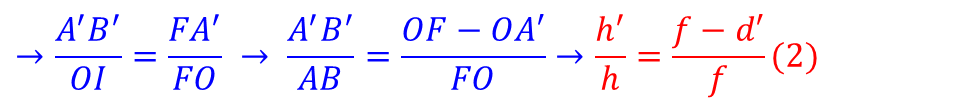 → A′B′/OI = FA′/FO → A′B′/AB = (OF − OA′)/FO → h′/h = (f − d′)/f (2)